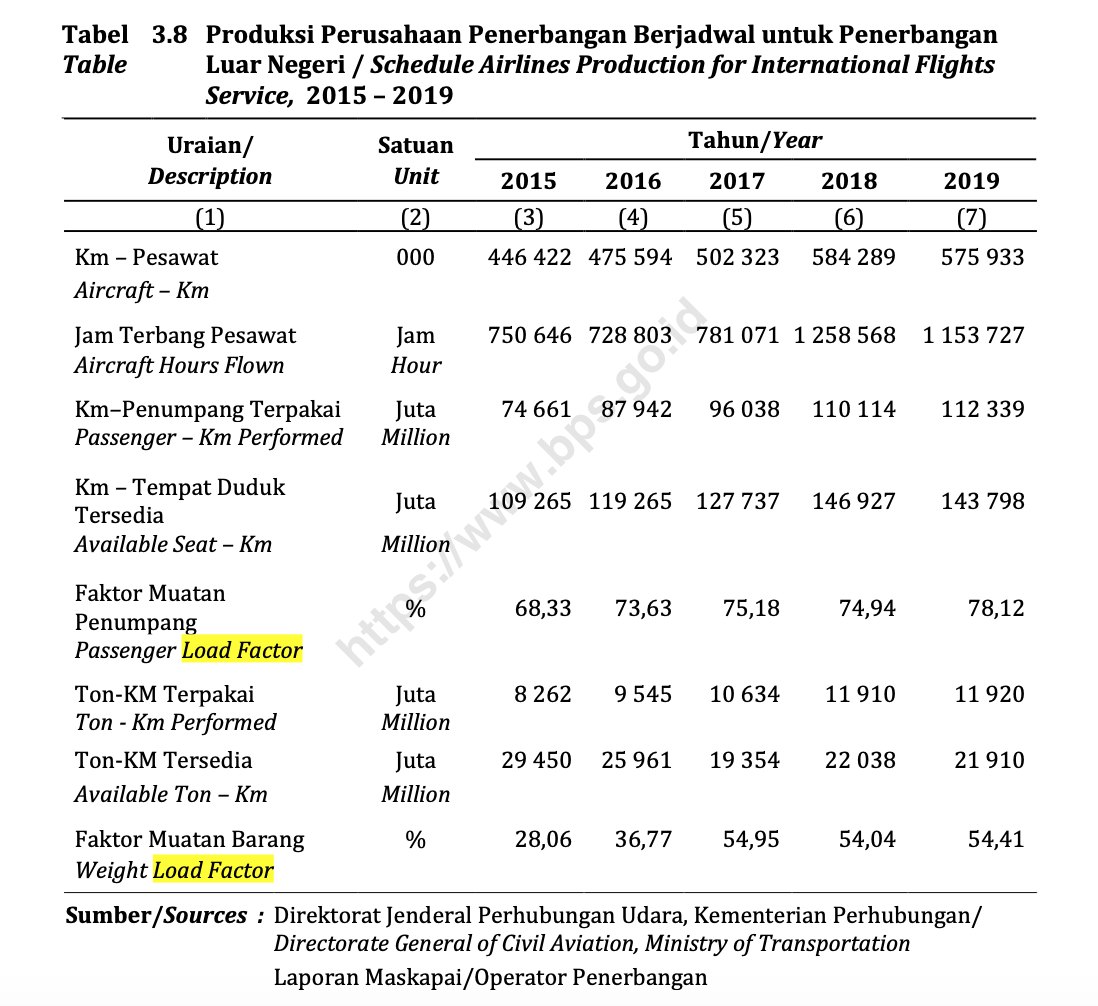 Tabel 3.8 Produksi Perusahaan Penerbangan Berjadwal untuk Penerbangan
Table Luar Negeri / Schedule Airlines Production for International Flights
Service, 2015 – 2019
Uraian/ Satuan Tahun/Year
Description Unit 2015 2016 2017 2018 2019
(1) (2) (3) (4) (5) (6) (7)
Km – Pesawat 000 446 422 475 594 502 323 584 289 575 933
Aircraft – Km
Jam Terbang Pesawat Jam 750 646 728 803 781 071 1 258 568 1 153 727
Aircraft Hours Flown Hour
Km–Penumpang Terpakai Juta 74 661 87 942 96 038 110 114 112 339
Passenger – Km Performed Million
Km – Tempat Duduk
Tersedia Juta 109 265 119 265 127 737 146 927 143 798
Available Seat – Km Million
Faktor Muatan
Penumpang % 68,33 73,63 75,18 74,94 78,12
Passenger Load Factor
Ton-KM Terpakai Juta 8 262 9 545 10 634 11 910 11 920
Ton - Km Performed Million
Ton-KM Tersedia Juta 29 450 25 961 19 354 22 038 21 910
Available Ton – Km Million
Faktor Muatan Barang % 28,06 36,77 54,95 54,04 54,41
Weight Load Factor
Sumber/Sources : Direktorat Jenderal Perhubungan Udara, Kementerian Perhubungan/
Directorate General of Civil Aviation, Ministry of Transportation
Laporan Maskapai/Operator Penerbangan
https://www.bps.go.id